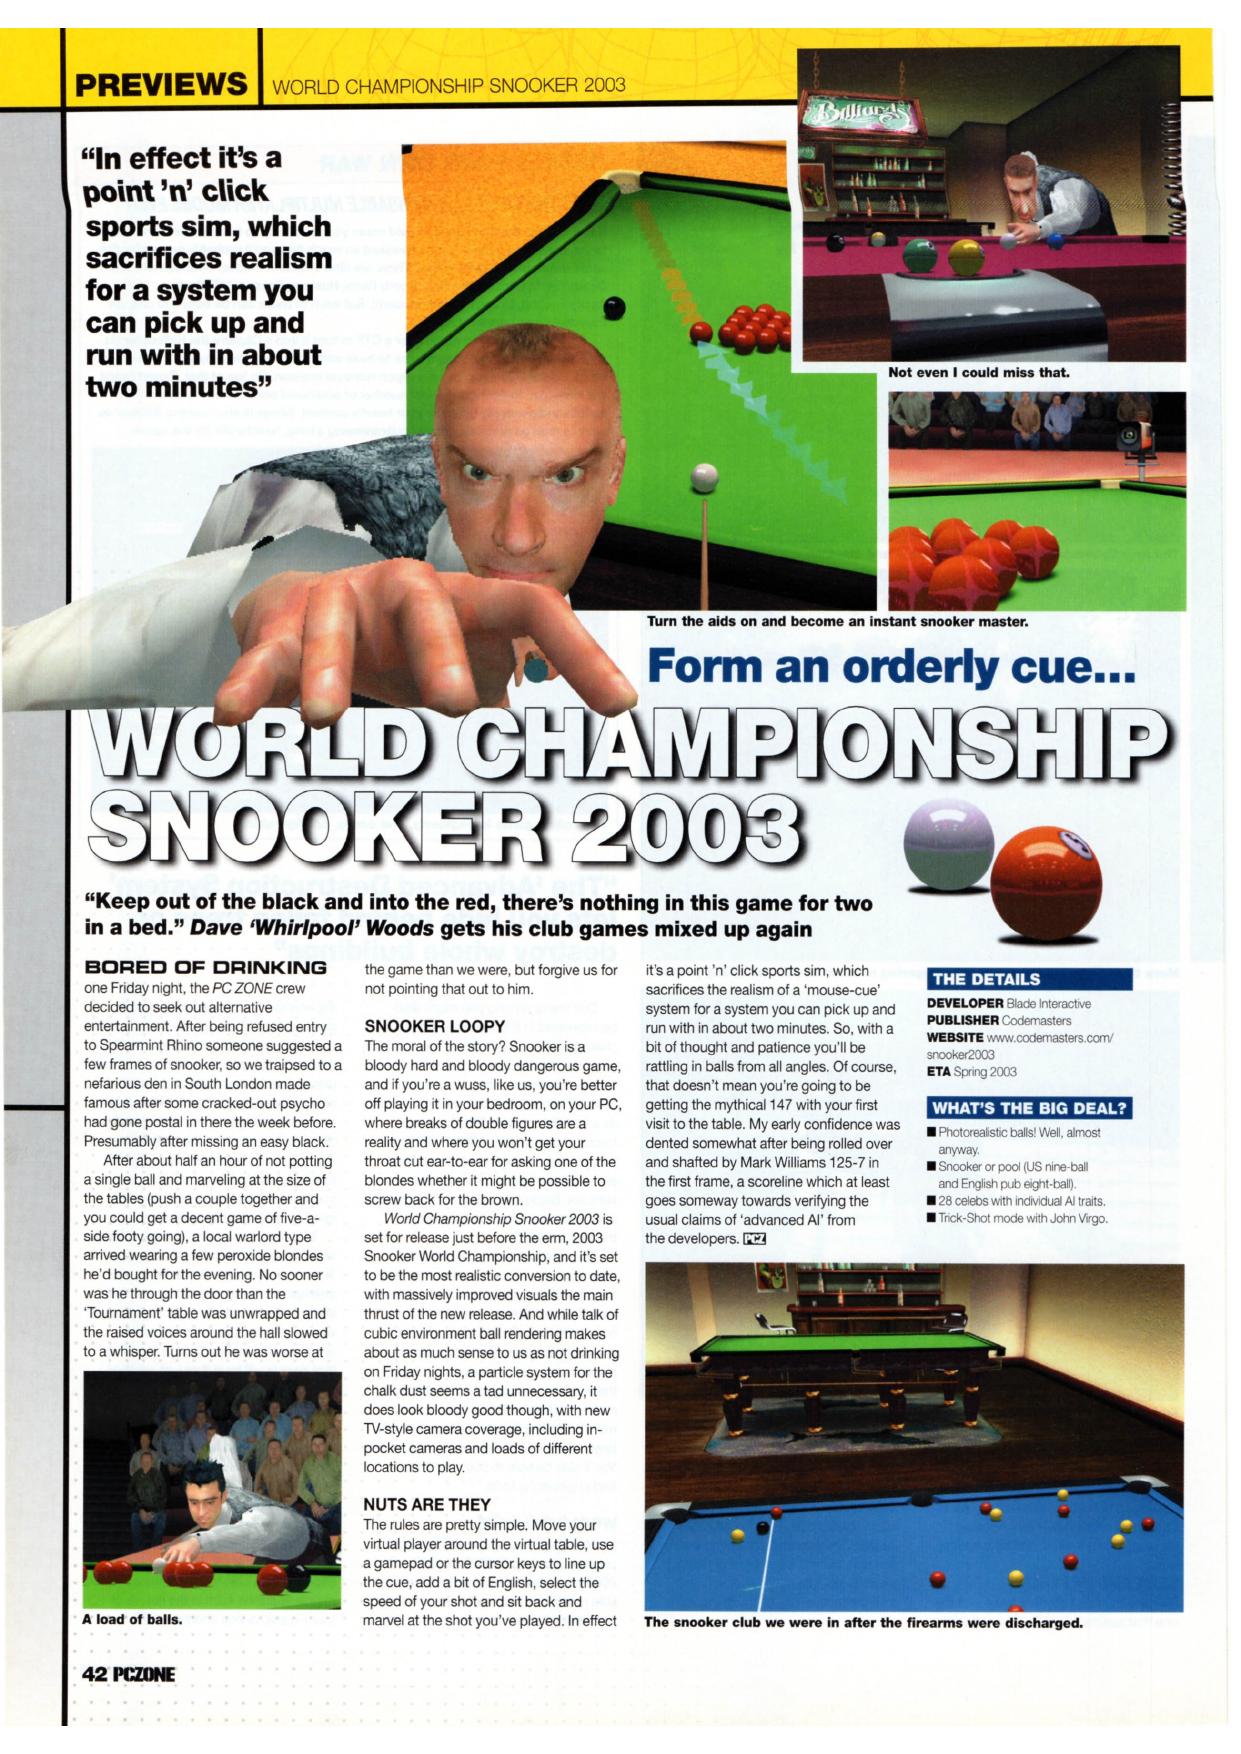 PREVIEWS
WORLD CHAMPIONSHIP SNOOKER 2003
“In effect it’s a
point ’n’ click
sports sim, which
sacrifices realism
for a system you
can pick up and
run with in about
two minutes”
Billiards
Not even I could miss that.
Turn the aids on and become an instant snooker master.
Form an orderly cue...
WORLD CHAMPIONSHIP
SNOOKER 2003
“Keep out of the black and into the red, there’s nothing in this game for two
in a bed.” Dave ‘Whirlpool’ Woods gets his club games mixed up again
BORED OF DRINKING
one Friday night, the PC ZONE crew
decided to seek out alternative
entertainment. After being refused entry
to Spearmint Rhino someone suggested a
few frames of snooker, so we traipsed to a
nefarious den in South London made
famous after some cracked-out psycho
had gone postal in there the week before.
Presumably after missing an easy black.
After about half an hour of not potting
a single ball and marveling at the size of
the tables (push a couple together and
you could get a decent game of five-a-
side footy going), a local warlord type
arrived wearing a few peroxide blondes
he’d bought for the evening. No sooner
was he through the door than the
‘Tournament’ table was unwrapped and
the raised voices around the hall slowed
to a whisper. Turns out he was worse at
A load of balls.
the game than we were, but forgive us for
not pointing that out to him.
SNOOKER LOOPY
The moral of the story? Snooker is a
bloody hard and bloody dangerous game,
and if you’re a wuss, like us, you’re better
off playing it in your bedroom, on your PC,
where breaks of double figures are a
reality and where you won’t get your
throat cut ear-to-ear for asking one of the
blondes whether it might be possible to
screw back for the brown.
World Championship Snooker 2003 is
set for release just before the erm, 2003
Snooker World Championship, and it’s set
to be the most realistic conversion to date,
with massively improved visuals the main
thrust of the new release. And while talk of
cubic environment ball rendering makes
about as much sense to us as not drinking
on Friday nights, a particle system for the
chalk dust seems a tad unnecessary, it
does look bloody good though, with new
TV-style camera coverage, including in-
pocket cameras and loads of different
locations to play.
NUTS ARE THEY
The rules are pretty simple. Move your
virtual player around the virtual table, use
a gamepad or the cursor keys to line up
the cue, add a bit of English, select the
speed of your shot and sit back and
marvel at the shot you’ve played. In effect
it’s a point ’n’ click sports sim, which
sacrifices the realism of a ‘mouse-cue’
system for a system you can pick up and
run with in about two minutes. So, with a
bit of thought and patience you’ll be
rattling in balls from all angles. Of course,
that doesn’t mean you’re going to be
getting the mythical 147 with your first
visit to the table. My early confidence was
dented somewhat after being rolled over
and shafted by Mark Williams 125-7 in
the first frame, a scoreline which at least
goes someway towards verifying the
usual claims of ‘advanced AI’ from
the developers. PCZ
THE DETAILS
DEVELOPER Blade Interactive
PUBLISHER Codemasters
WEBSITE www.codemasters.com/
snooker2003
ETA Spring 2003
WHAT’S THE BIG DEAL?
■ Photorealistic balls! Well, almost
anyway.
■ Snooker or pool (US nine-ball
and English pub eight-ball).
■ 28 celebs with individual AI traits.
■ Trick-Shot mode with John Virgo.
The snooker club we were in after the firearms were discharged.
42 PCZONE